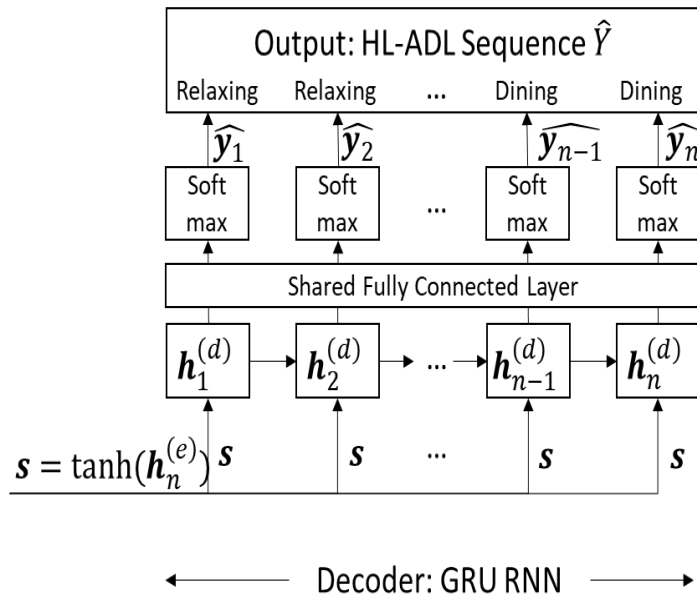 Output: HL-ADL Sequence Ŷ
Relaxing Relaxing ... Dining Dining
ŷ₁ ŷ₂ ŷₙ₋₁ ŷₙ
Soft max Soft max ... Soft max Soft max
Shared Fully Connected Layer
h₁^(d) h₂^(d) ... hₙ₋₁^(d) hₙ^(d)
s = tanh(hₙ^(e)) s s ... s s
Decoder: GRU RNN